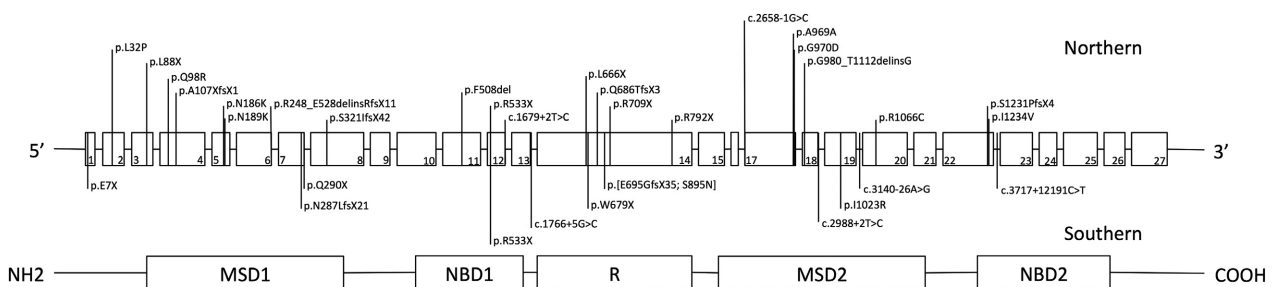 c.2658-1G>C
p.A969A
p.L32P
p.G970D
Northern
p.L88X
p.G980_T1112delinsG
p.Q98R
p.L666X
p.A107XfsX1
p.F508del
p.Q686TfsX3
p.N186K
p.R248_E528delinsRfsX11
p.R533X
p.R709X
p.S1231PfsX4
p.N189K
p.S321IfsX42
c.1679+2T>C
p.R792X
p.R1066C
p.I1234V
5’
3’
1 2 3 4 5 6 7 8 9 10 11 12 13 14 15 17 18 19 20 21 22 23 24 25 26 27
p.E7X
p.Q290X
p.[E695GfsX35; S895N]
c.3140-26A>G
c.3717+12191C>T
p.N287LfsX21
p.W679X
p.I1023R
c.1766+5G>C
c.2988+2T>C
p.R533X
Southern
NH2
MSD1
NBD1
R
MSD2
NBD2
COOH